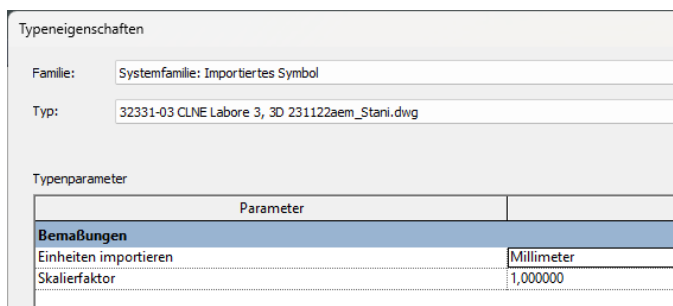 Typeneigenschaften
Familie: Systemfamilie: Importiertes Symbol
Typ: 32331-03 CLNE Labore 3, 3D 231122aem_Stani.dwg
Typenparameter
Parameter
Bemaßungen
Einheiten importieren Millimeter
Skalierfaktor 1,000000